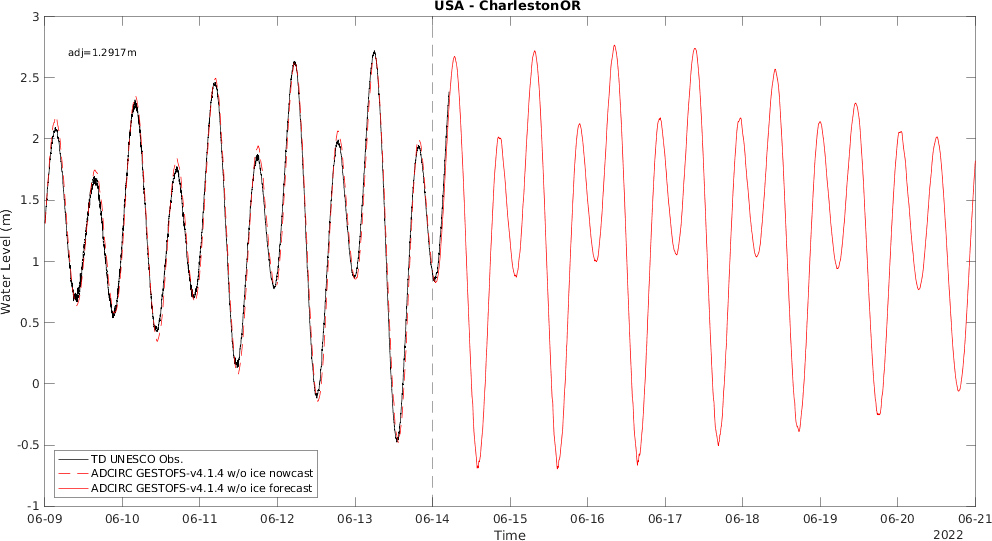 USA - CharlestonOR
adj=1.2917m
3
2.5
2
1.5
1
0.5
0
-0.5
-1
Water Level (m)
TD UNESCO Obs.
ADCIRC GESTOFS-v4.1.4 w/o ice nowcast
ADCIRC GESTOFS-v4.1.4 w/o ice forecast
06-09 06-10 06-11 06-12 06-13 06-14 06-15 06-16 06-17 06-18 06-19 06-20 06-21
Time
2022